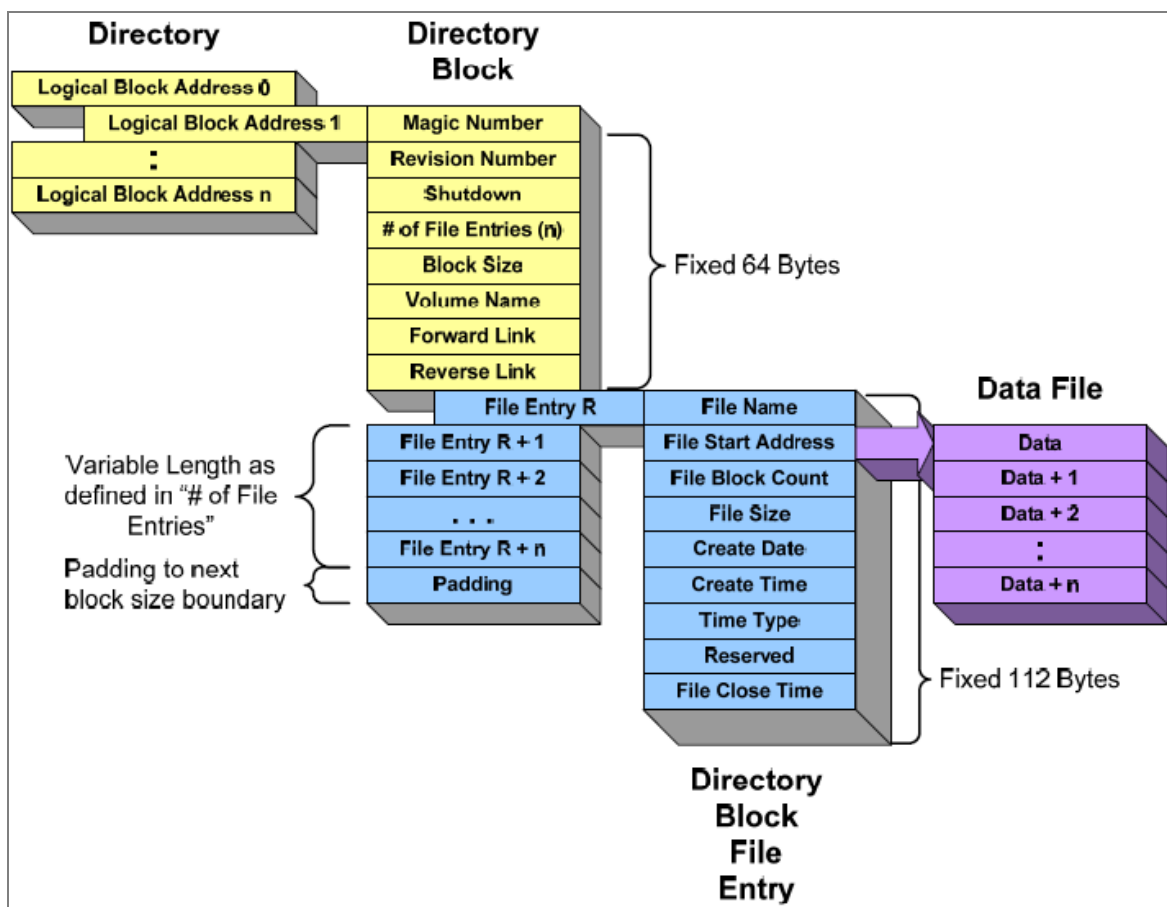 Directory
Directory
Block
Logical Block Address 0
Logical Block Address 1
:
Logical Block Address n
Magic Number
Revision Number
Shutdown
# of File Entries (n)
Block Size
Volume Name
Forward Link
Reverse Link
Fixed 64 Bytes
File Entry R
File Entry R + 1
File Entry R + 2
. . .
File Entry R + n
Padding
Variable Length as
defined in “# of File
Entries”
Padding to next
block size boundary
File Name
File Start Address
File Block Count
File Size
Create Date
Create Time
Time Type
Reserved
File Close Time
Fixed 112 Bytes
Directory
Block
File
Entry
Data File
Data
Data + 1
Data + 2
:
Data + n